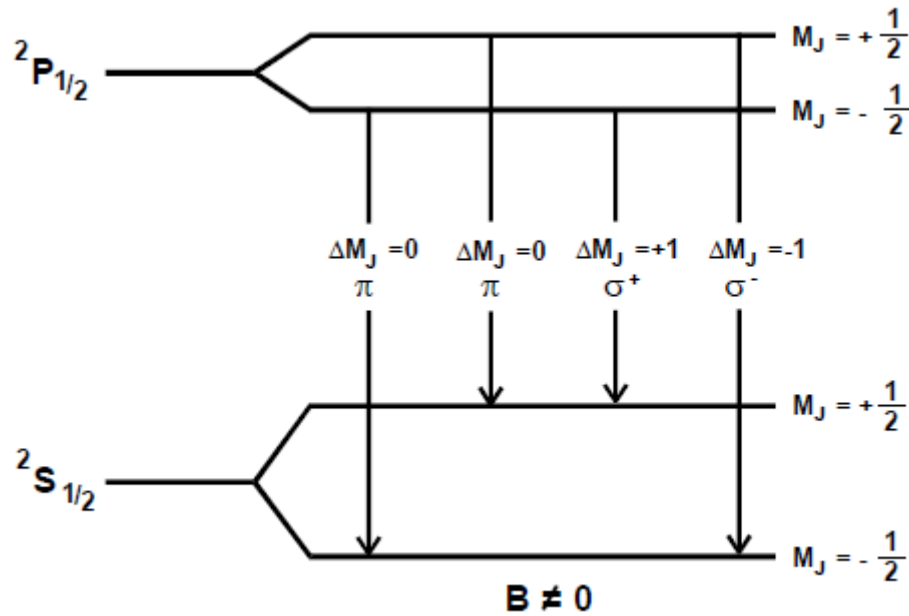 ²P₁/₂
M_J = + 1/2
M_J = - 1/2
ΔM_J =0 ΔM_J =0 ΔM_J =+1 ΔM_J =-1
π π σ⁺ σ⁻
M_J = + 1/2
²S₁/₂
M_J = - 1/2
B ≠ 0